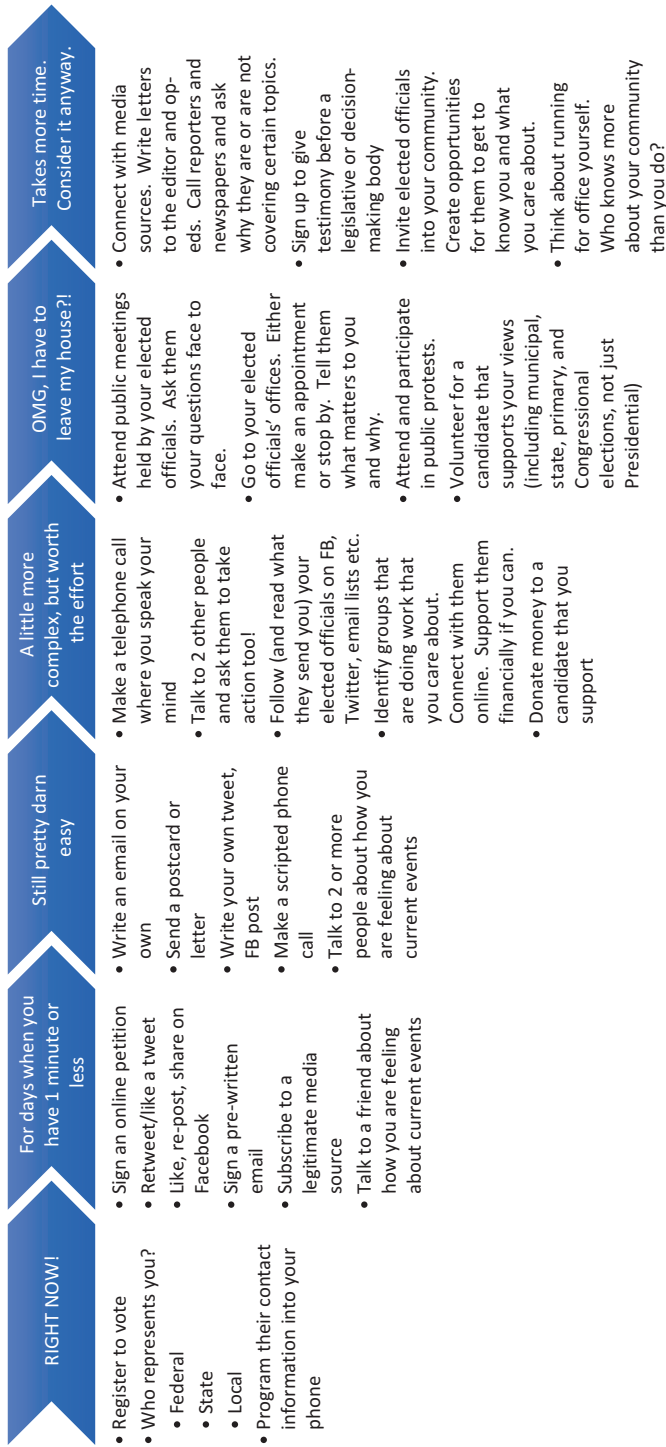 RIGHT NOW!
• Register to vote
• Who represents you?
• Federal
• State
• Local
• Program their contact
information into your
phone
For days when you
have 1 minute or
less
• Sign an online petition
• Retweet/like a tweet
• Like, re-post, share on
Facebook
• Sign a pre-written
email
• Subscribe to a
legitimate media
source
• Talk to a friend about
how you are feeling
about current events
Still pretty darn
easy
• Write an email on your
own
• Send a postcard or
letter
• Write your own tweet,
FB post
• Make a scripted phone
call
• Talk to 2 or more
people about how you
are feeling about
current events
A little more
complex, but worth
the effort
• Make a telephone call
where you speak your
mind
• Talk to 2 other people
and ask them to take
action too!
• Follow (and read what
they send you) your
elected officials on FB,
Twitter, email lists etc.
• Identify groups that
are doing work that
you care about.
Connect with them
online. Support them
financially if you can.
• Donate money to a
candidate that you
support
OMG, I have to
leave my house?!
• Attend public meetings
held by your elected
officials. Ask them
your questions face to
face.
• Go to your elected
officials' offices. Either
make an appointment
or stop by. Tell them
what matters to you
and why.
• Attend and participate
in public protests.
• Volunteer for a
candidate that
supports your views
(including municipal,
state, primary, and
Congressional
elections, not just
Presidential)
Takes more time.
Consider it anyway.
• Connect with media
sources. Write letters
to the editor and op-
eds. Call reporters and
newspapers and ask
why they are or are not
covering certain topics.
• Sign up to give
testimony before a
legislative or decision-
making body
• Invite elected officials
into your community.
Create opportunities
for them to get to
know you and what
you care about.
• Think about running
for office yourself.
Who knows more
about your community
than you do?